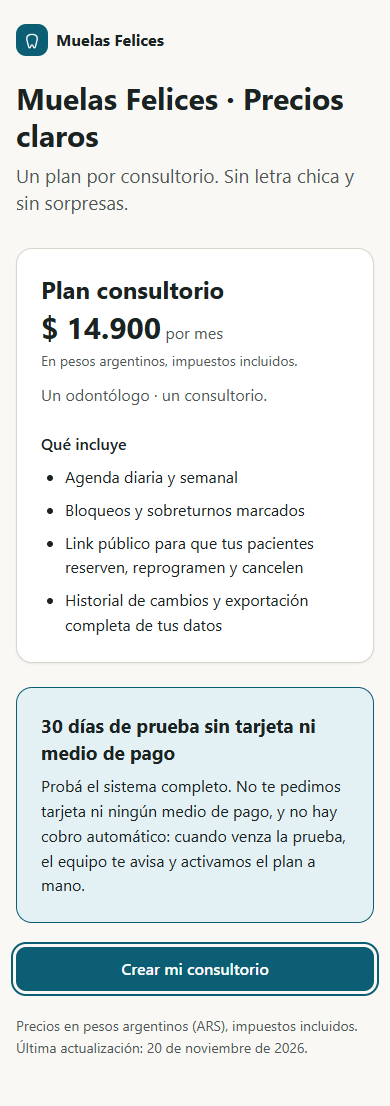 Muelas Felices
Muelas Felices · Precios
claros
Un plan por consultorio. Sin letra chica y
sin sorpresas.
Plan consultorio
$ 14.900 por mes
En pesos argentinos, impuestos incluidos.
Un odontólogo · un consultorio.
Qué incluye
• Agenda diaria y semanal
• Bloqueos y sobreturnos marcados
• Link público para que tus pacientes
reserven, reprogramen y cancelen
• Historial de cambios y exportación
completa de tus datos
30 días de prueba sin tarjeta ni
medio de pago
Probá el sistema completo. No te pedimos
tarjeta ni ningún medio de pago, y no hay
cobro automático: cuando venza la prueba,
el equipo te avisa y activamos el plan a
mano.
Crear mi consultorio
Precios en pesos argentinos (ARS), impuestos incluidos.
Última actualización: 20 de noviembre de 2026.